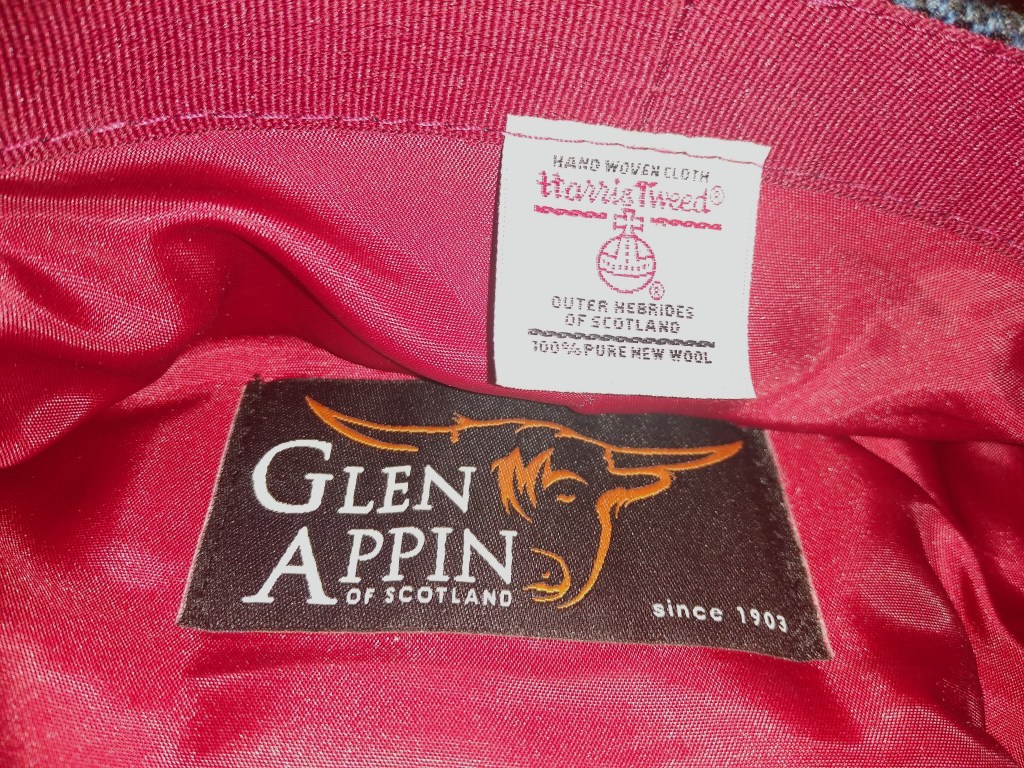 HAND WOVEN CLOTH
Harris Tweed®
®
OUTER HEBRIDES
OF SCOTLAND
100% PURE NEW WOOL
GLEN
APPIN
OF SCOTLAND
since 1903